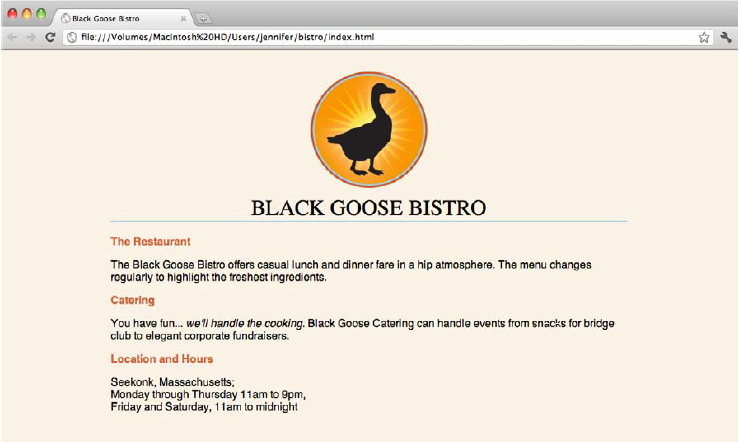 Black Goose Bistro
file:///Volumes/Macintosh%20HD/Users/jennifer/bistro/index.html
BLACK GOOSE BISTRO
The Restaurant
The Black Goose Bistro offers casual lunch and dinner fare in a hip atmosphere. The menu changes
regularly to highlight the freshest ingredients.
Catering
You have fun... we'll handle the cooking. Black Goose Catering can handle events from snacks for bridge
club to elegant corporate fundraisers.
Location and Hours
Seekonk, Massachusetts;
Monday through Thursday 11am to 9pm,
Friday and Saturday, 11am to midnight